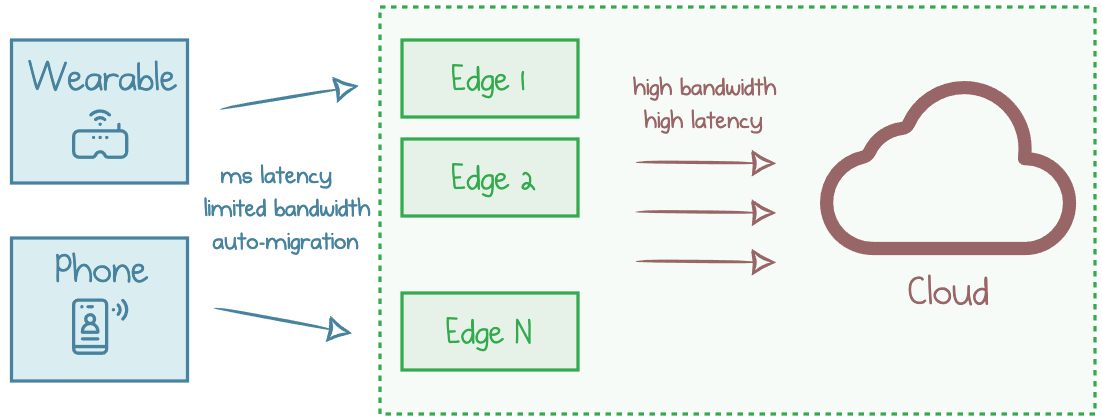 Wearable
Phone
ms latency
limited bandwidth
auto-migration
Edge 1
Edge 2
Edge N
high bandwidth
high latency
Cloud